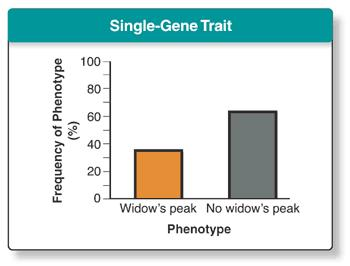 Single-Gene Trait
Frequency of Phenotype
(%)
100
80
60
40
20
0
Widow's peak No widow's peak
Phenotype